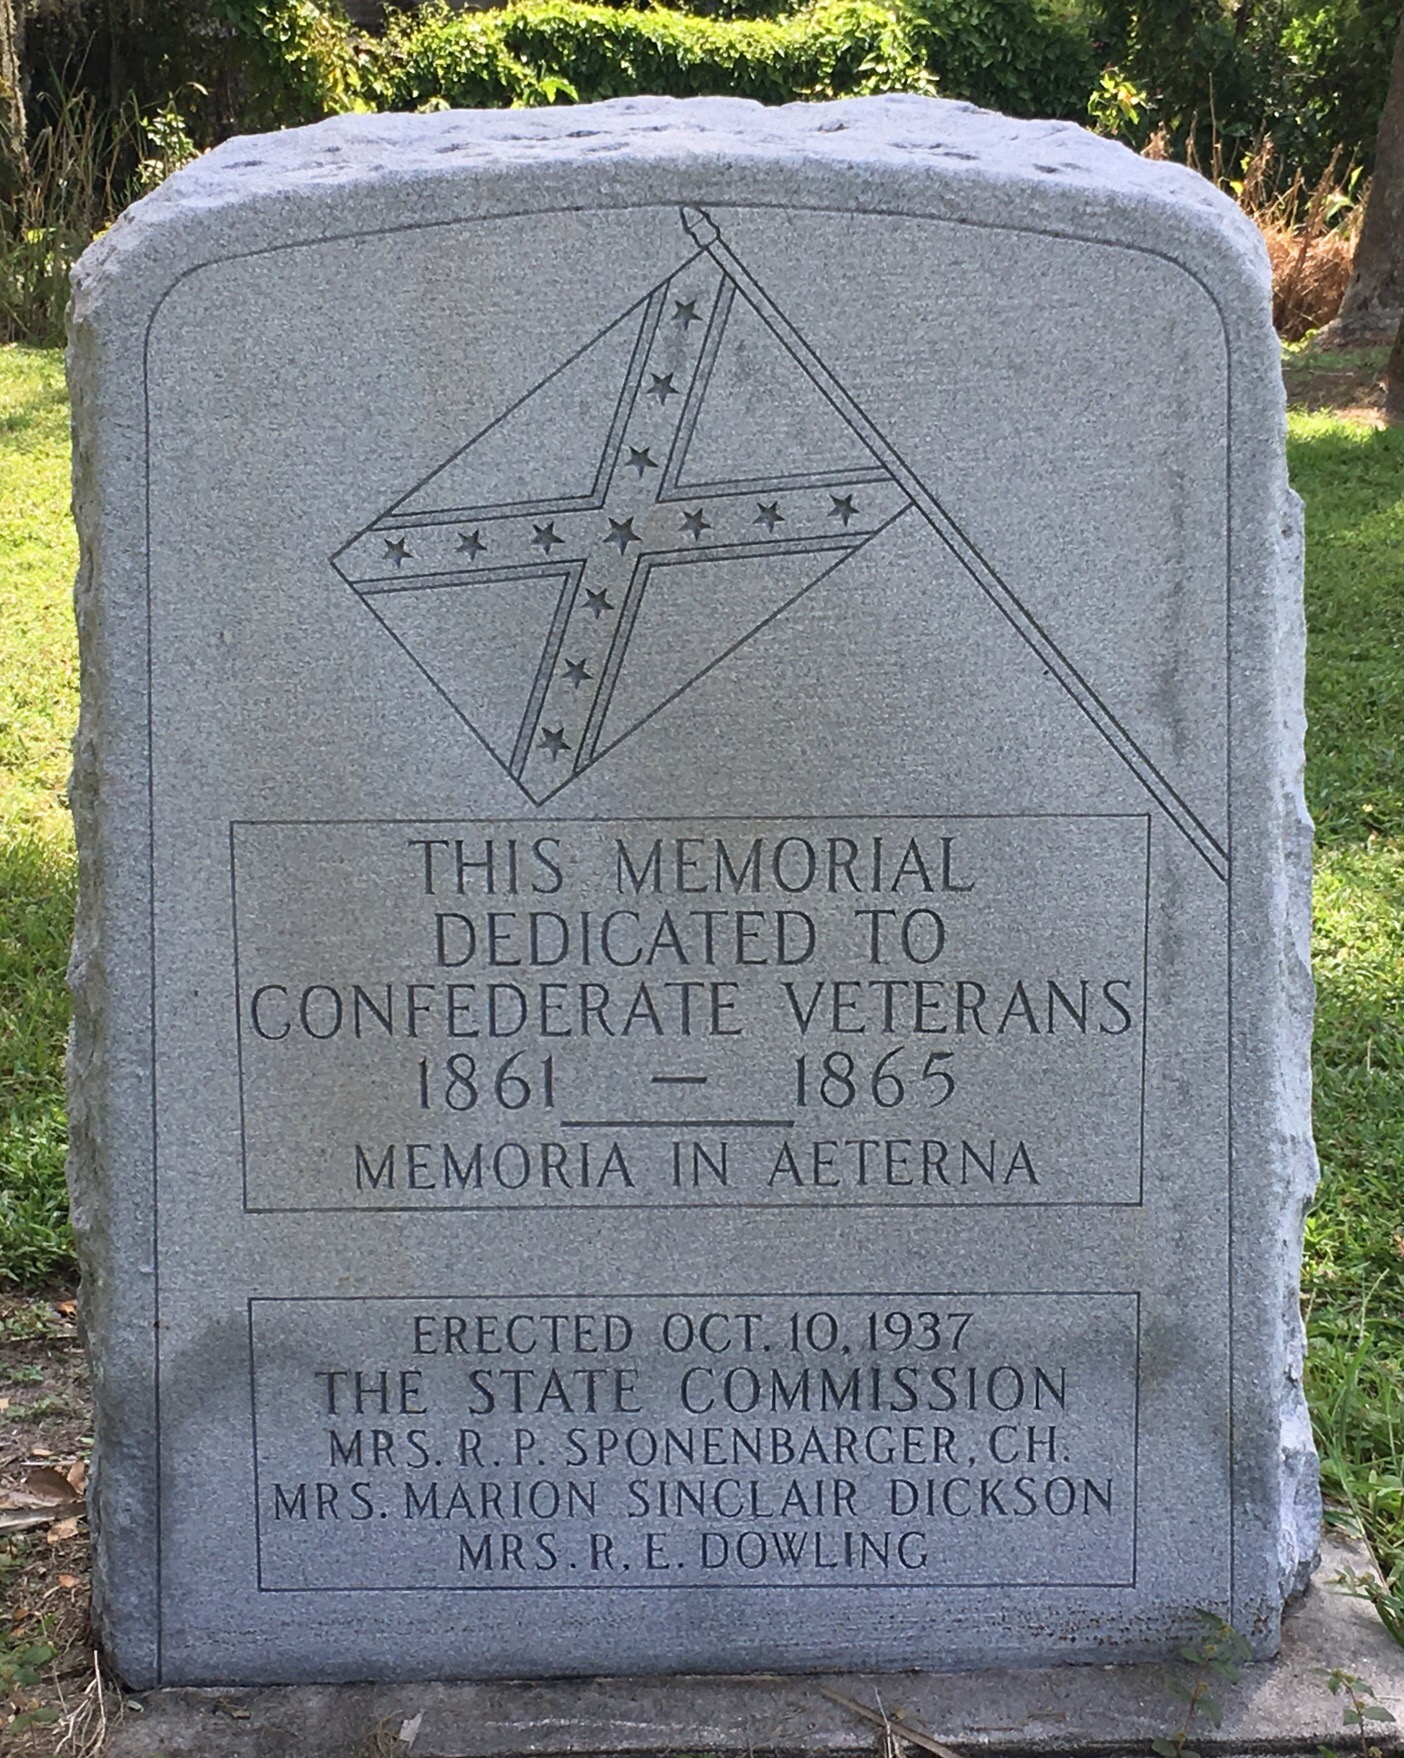 THIS MEMORIAL
DEDICATED TO
CONFEDERATE VETERANS
1861 — 1865
MEMORIA IN AETERNA
ERECTED OCT. 10, 1937
THE STATE COMMISSION
MRS. R. P. SPONENBARGER, CH.
MRS. MARION SINCLAIR DICKSON
MRS. R. E. DOWLING